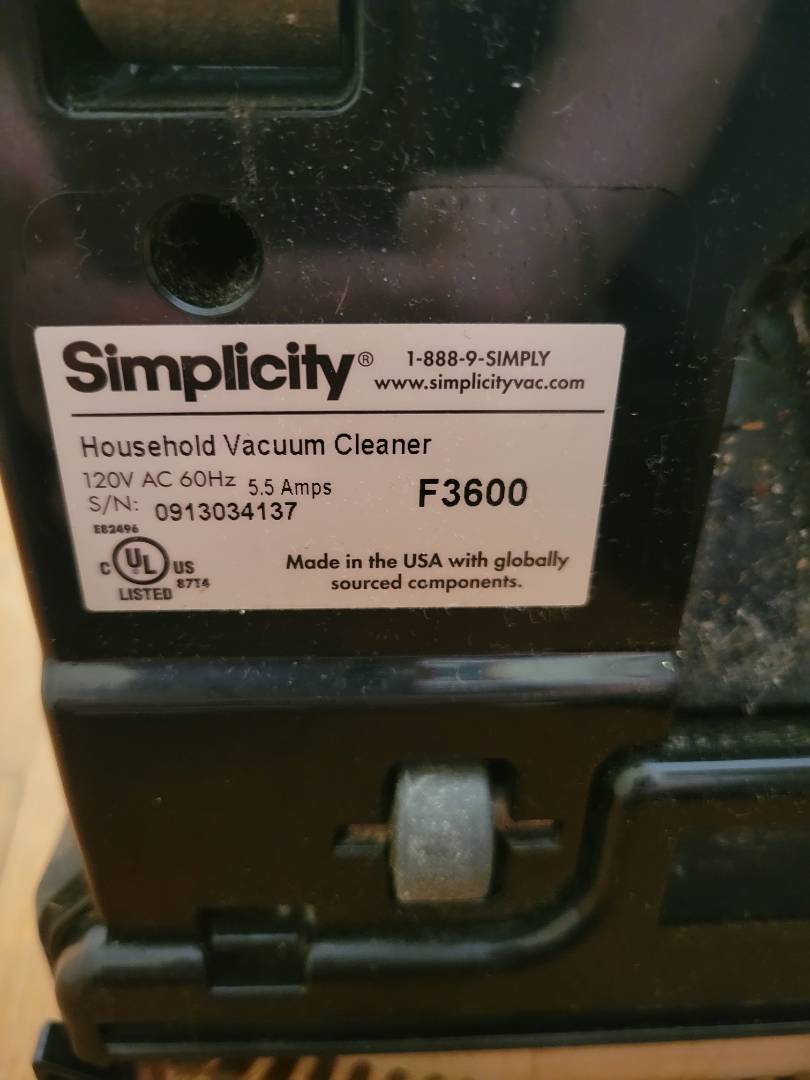 Simplicity® 1-888-9-SIMPLY
www.simplicityvac.com
Household Vacuum Cleaner
120V AC 60Hz 5.5 Amps F3600
S/N: 0913034137
E82496
C UL US
87T4
LISTED
Made in the USA with globally
sourced components.